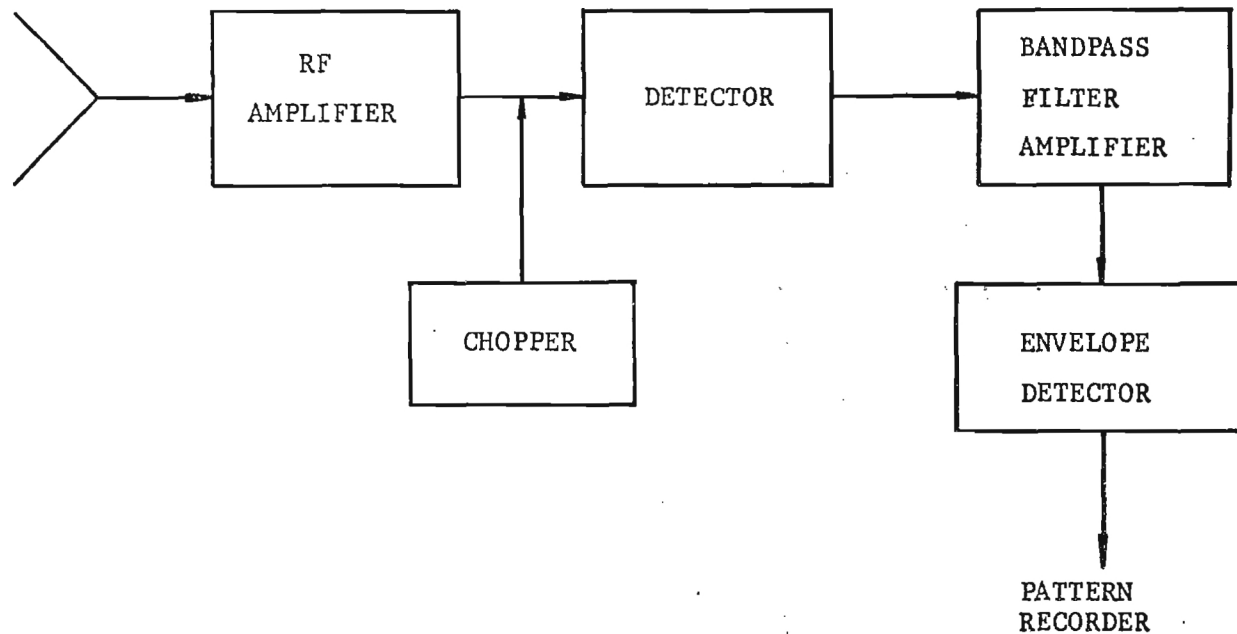 RF
AMPLIFIER
DETECTOR
BANDPASS
FILTER
AMPLIFIER
CHOPPER
ENVELOPE
DETECTOR
PATTERN
RECORDER